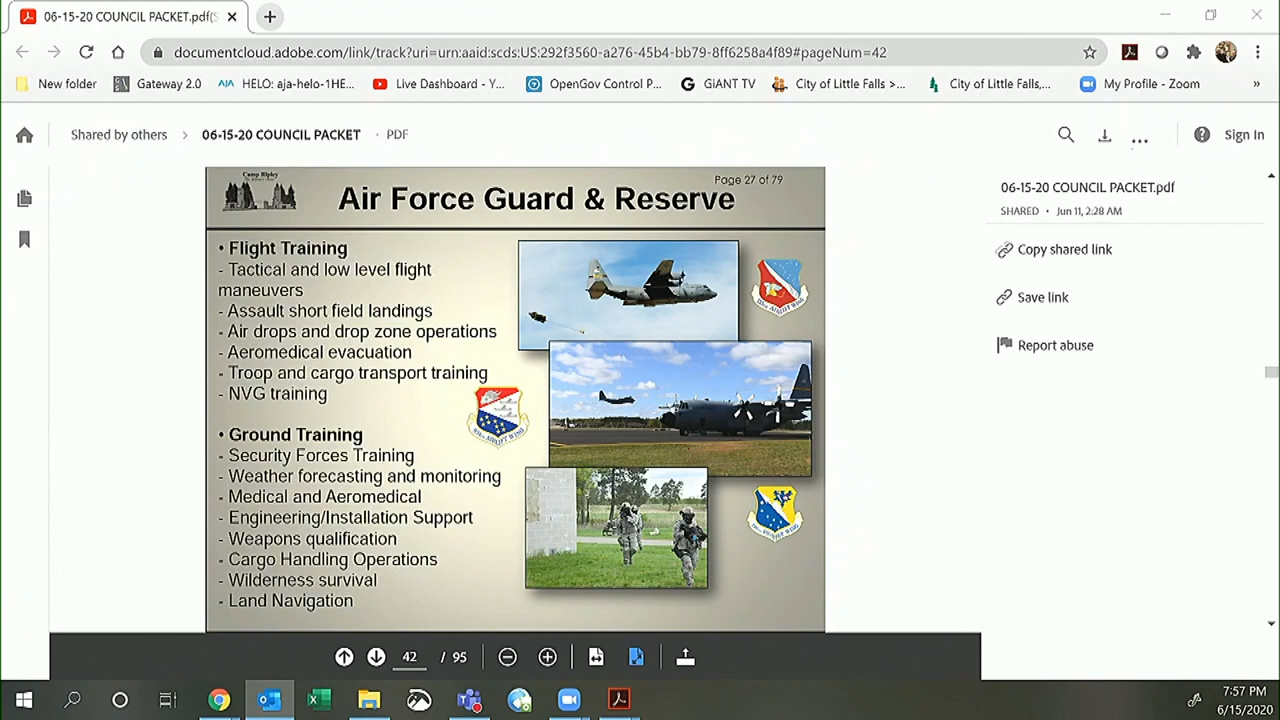 06-15-20 COUNCIL PACKET.pdf(S
documentcloud.adobe.com/link/track?uri=urn:aaid:scds:US:292f3560-a276-45b4-bb79-8ff6258a4f89#pageNum=42
New folder
Gateway 2.0
AJA HELO: aja-helo-1HE...
Live Dashboard - Y...
OpenGov Control P...
G GiANT TV
City of Little Falls >...
City of Little Falls,...
My Profile - Zoom
»
Shared by others > 06-15-20 COUNCIL PACKET · PDF
Sign In
06-15-20 COUNCIL PACKET.pdf
SHARED • Jun 11, 2:28 AM
Copy shared link
Save link
Report abuse
Camp Ripley
Page 27 of 79
Air Force Guard & Reserve
• Flight Training
- Tactical and low level flight
maneuvers
- Assault short field landings
- Air drops and drop zone operations
- Aeromedical evacuation
- Troop and cargo transport training
- NVG training
• Ground Training
- Security Forces Training
- Weather forecasting and monitoring
- Medical and Aeromedical
- Engineering/Installation Support
- Weapons qualification
- Cargo Handling Operations
- Wilderness survival
- Land Navigation
AIRLIFT WING
AIRLIFT WING
42 / 95
7:57 PM
6/15/2020